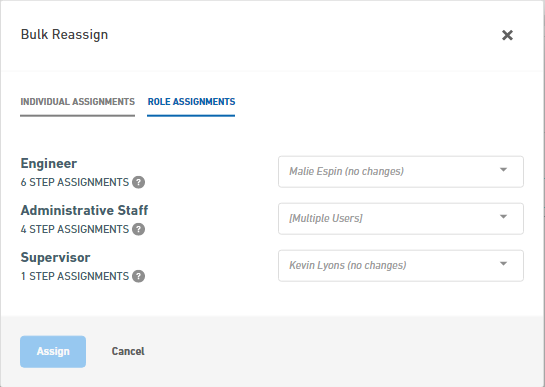 Bulk Reassign
INDIVIDUAL ASSIGNMENTS ROLE ASSIGNMENTS
Engineer
6 STEP ASSIGNMENTS ?
Malie Espin (no changes)
Administrative Staff
4 STEP ASSIGNMENTS ?
[Multiple Users]
Supervisor
1 STEP ASSIGNMENTS ?
Kevin Lyons (no changes)
Assign Cancel